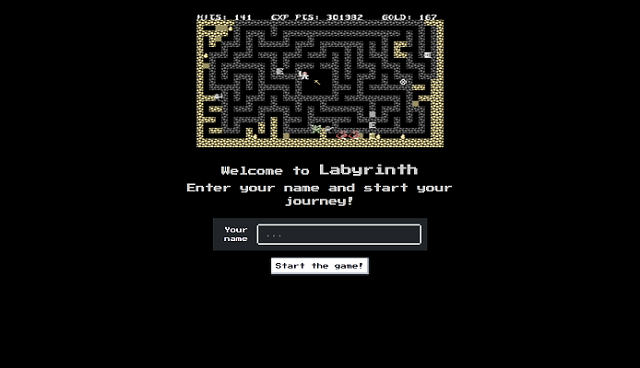 HITS: 141 EXP PTS: 301982 GOLD: 167
Welcome to Labyrinth
Enter your name and start your
journey!
Your
name
...
Start the game!